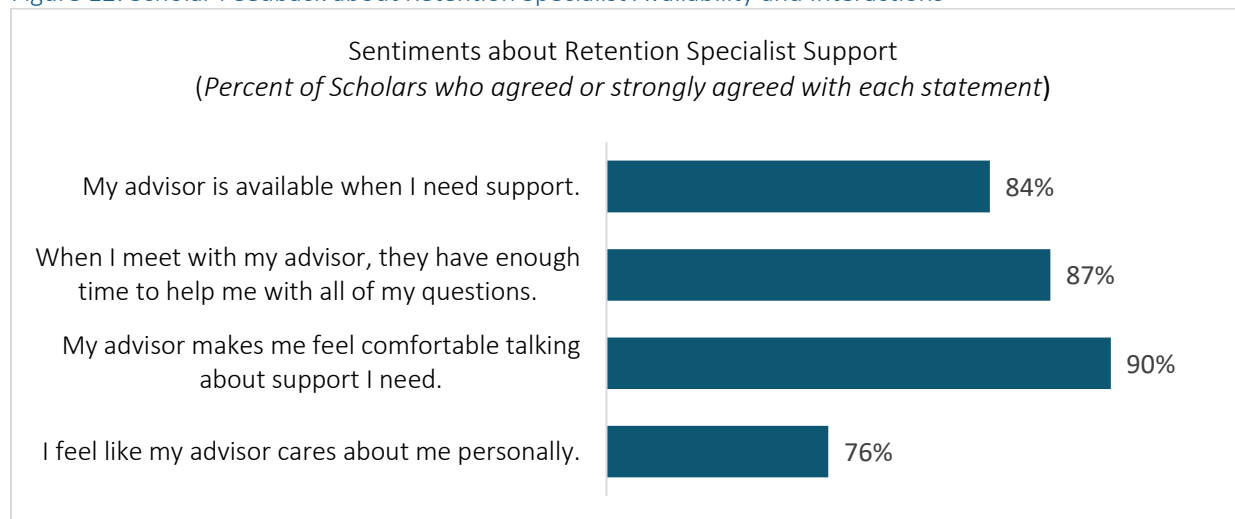 Sentiments about Retention Specialist Support
(Percent of Scholars who agreed or strongly agreed with each statement)
My advisor is available when I need support.
84%
When I meet with my advisor, they have enough
time to help me with all of my questions.
87%
My advisor makes me feel comfortable talking
about support I need.
90%
I feel like my advisor cares about me personally.
76%